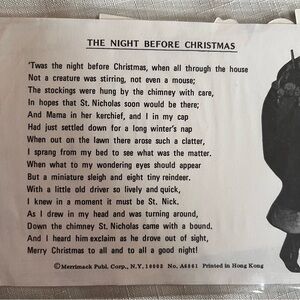 THE NIGHT BEFORE CHRISTMAS
'Twas the night before Christmas, when all through the house
Not a creature was stirring, not even a mouse;
The stockings were hung by the chimney with care,
In hopes that St. Nicholas soon would be there;
And Mama in her kerchief, and I in my cap
Had just settled down for a long winter's nap
When out on the lawn there arose such a clatter,
I sprang from my bed to see what was the matter.
When what to my wondering eyes should appear
But a miniature sleigh and eight tiny reindeer.
With a little old driver so lively and quick,
I knew in a moment it must be St. Nick.
As I drew in my head and was turning around,
Down the chimney St. Nicholas came with a bound.
And I heard him exclaim as he drove out of sight,
Merry Christmas to all and to all a good night!
©Merrimack Publ. Corp., N.Y. 10003 No. A6861 Printed in Hong Kong